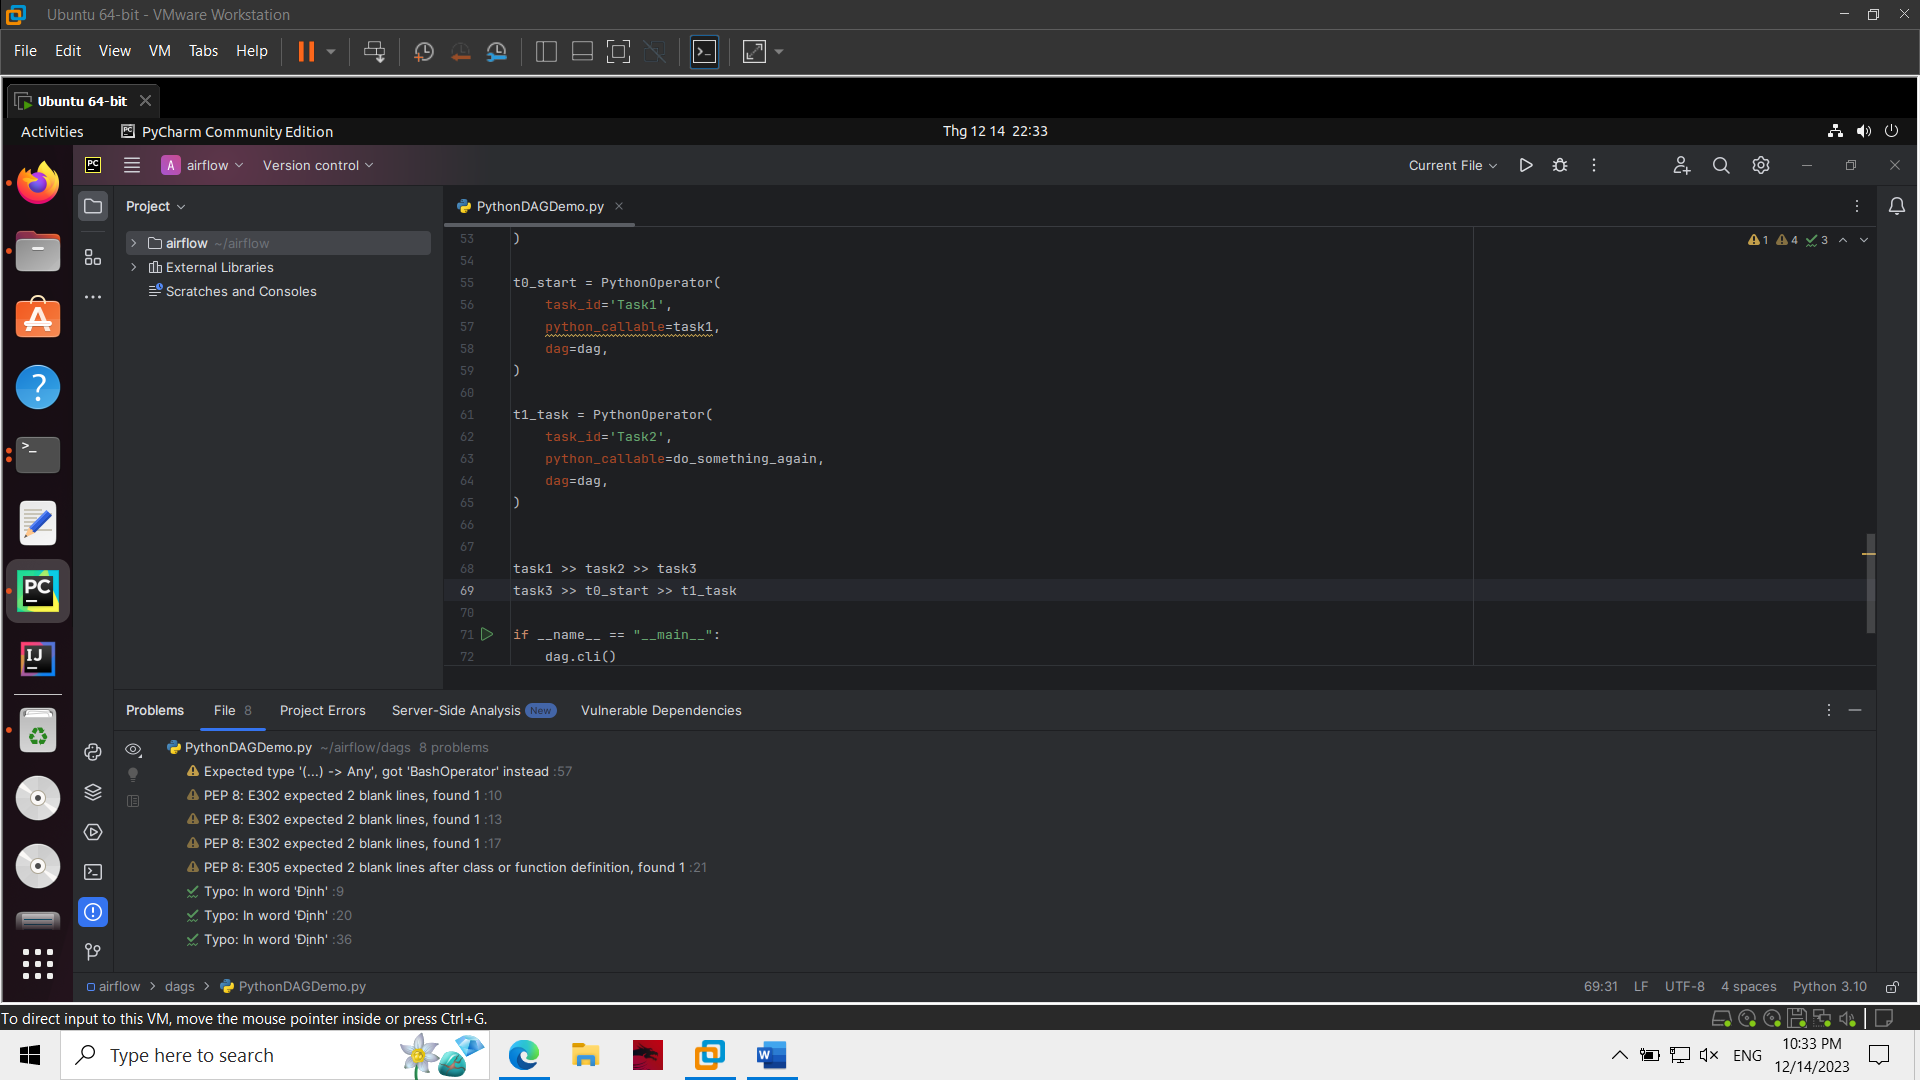 Ubuntu 64-bit - VMware Workstation
File Edit View VM Tabs Help
Ubuntu 64-bit
Activities PyCharm Community Edition Thg 12 14 22:33
PC A airflow Version control Current File
Project PythonDAGDemo.py
airflow ~/airflow
External Libraries
Scratches and Consoles
1 4 3
53 )
54
55 t0_start = PythonOperator(
56 task_id='Task1',
57 python_callable=task1,
58 dag=dag,
59 )
60
61 t1_task = PythonOperator(
62 task_id='Task2',
63 python_callable=do_something_again,
64 dag=dag,
65 )
66
67
68 task1 >> task2 >> task3
69 task3 >> t0_start >> t1_task
70
71 if __name__ == "__main__":
72 dag.cli()
PC
IJ
Problems File 8 Project Errors Server-Side Analysis New Vulnerable Dependencies
PythonDAGDemo.py ~/airflow/dags 8 problems
Expected type '(...) -> Any', got 'BashOperator' instead :57
PEP 8: E302 expected 2 blank lines, found 1 :10
PEP 8: E302 expected 2 blank lines, found 1 :13
PEP 8: E302 expected 2 blank lines, found 1 :17
PEP 8: E305 expected 2 blank lines after class or function definition, found 1 :21
Typo: In word 'Định' :9
Typo: In word 'Định' :20
Typo: In word 'Định' :36
airflow > dags > PythonDAGDemo.py 69:31 LF UTF-8 4 spaces Python 3.10
To direct input to this VM, move the mouse pointer inside or press Ctrl+G.
Type here to search
W
ENG
10:33 PM
12/14/2023